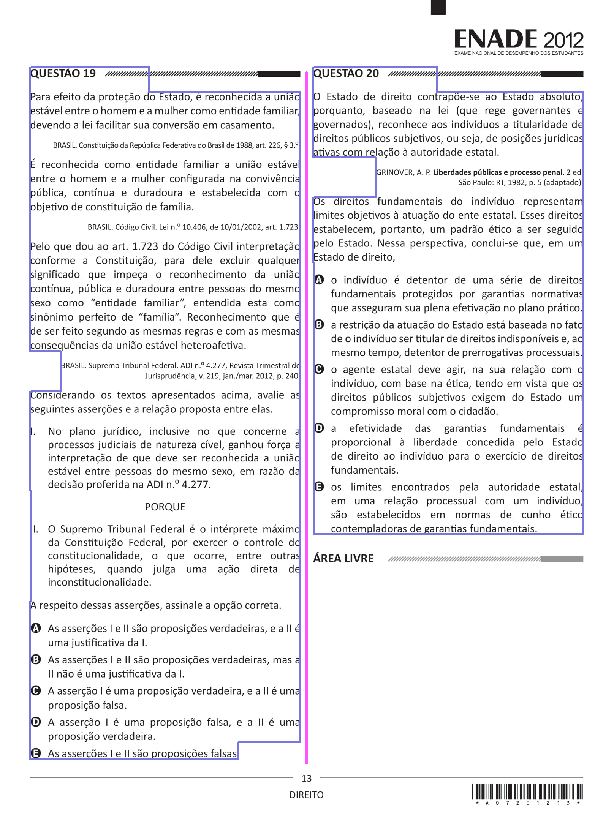 ENADE 2012
EXAME NACIONAL DE DESEMPENHO DOS ESTUDANTES
QUESTÃO 19
Para efeito da proteção do Estado, é reconhecida a união
estável entre o homem e a mulher como entidade familiar,
devendo a lei facilitar sua conversão em casamento.
BRASIL. Constituição da República Federativa do Brasil de 1988, art. 226, § 3.º
É reconhecida como entidade familiar a união estável
entre o homem e a mulher configurada na convivência
pública, contínua e duradoura e estabelecida com o
objetivo de constituição de família.
BRASIL. Código Civil. Lei n.º 10.406, de 10/01/2002, art. 1.723
Pelo que dou ao art. 1.723 do Código Civil interpretação
conforme a Constituição, para dele excluir qualquer
significado que impeça o reconhecimento da união
contínua, pública e duradoura entre pessoas do mesmo
sexo como “entidade familiar”, entendida esta como
sinônimo perfeito de “família”. Reconhecimento que é
de ser feito segundo as mesmas regras e com as mesmas
consequências da união estável heteroafetiva.
BRASIL. Supremo Tribunal Federal. ADI n.º 4.277, Revista Trimestral de
Jurisprudência, v. 219, jan./mar. 2012, p. 240
Considerando os textos apresentados acima, avalie as
seguintes asserções e a relação proposta entre elas.
I. No plano jurídico, inclusive no que concerne a
processos judiciais de natureza cível, ganhou força a
interpretação de que deve ser reconhecida a união
estável entre pessoas do mesmo sexo, em razão da
decisão proferida na ADI n.º 4.277.
PORQUE
I. O Supremo Tribunal Federal é o intérprete máximo
da Constituição Federal, por exercer o controle de
constitucionalidade, o que ocorre, entre outras
hipóteses, quando julga uma ação direta de
inconstitucionalidade.
A respeito dessas asserções, assinale a opção correta.
A As asserções I e II são proposições verdadeiras, e a II é
uma justificativa da I.
B As asserções I e II são proposições verdadeiras, mas a
II não é uma justificativa da I.
C A asserção I é uma proposição verdadeira, e a II é uma
proposição falsa.
D A asserção I é uma proposição falsa, e a II é uma
proposição verdadeira.
E As asserções I e II são proposições falsas
QUESTÃO 20
O Estado de direito contrapõe-se ao Estado absoluto,
porquanto, baseado na lei (que rege governantes e
governados), reconhece aos indivíduos a titularidade de
direitos públicos subjetivos, ou seja, de posições jurídicas
ativas com relação à autoridade estatal.
GRINOVER, A. P. Liberdades públicas e processo penal. 2 ed
São Paulo: RT, 1982, p. 5 (adaptado)
Os direitos fundamentais do indivíduo representam
limites objetivos à atuação do ente estatal. Esses direitos
estabelecem, portanto, um padrão ético a ser seguido
pelo Estado. Nessa perspectiva, conclui-se que, em um
Estado de direito,
A o indivíduo é detentor de uma série de direitos
fundamentais protegidos por garantias normativas
que asseguram sua plena efetivação no plano prático.
B a restrição da atuação do Estado está baseada no fato
de o indivíduo ser titular de direitos indisponíveis e, ao
mesmo tempo, detentor de prerrogativas processuais.
C o agente estatal deve agir, na sua relação com o
indivíduo, com base na ética, tendo em vista que os
direitos públicos subjetivos exigem do Estado um
compromisso moral com o cidadão.
D a efetividade das garantias fundamentais é
proporcional à liberdade concedida pelo Estado
de direito ao indivíduo para o exercício de direitos
fundamentais.
E os limites encontrados pela autoridade estatal,
em uma relação processual com um indivíduo,
são estabelecidos em normas de cunho ético
contempladoras de garantias fundamentais.
ÁREA LIVRE
13
DIREITO